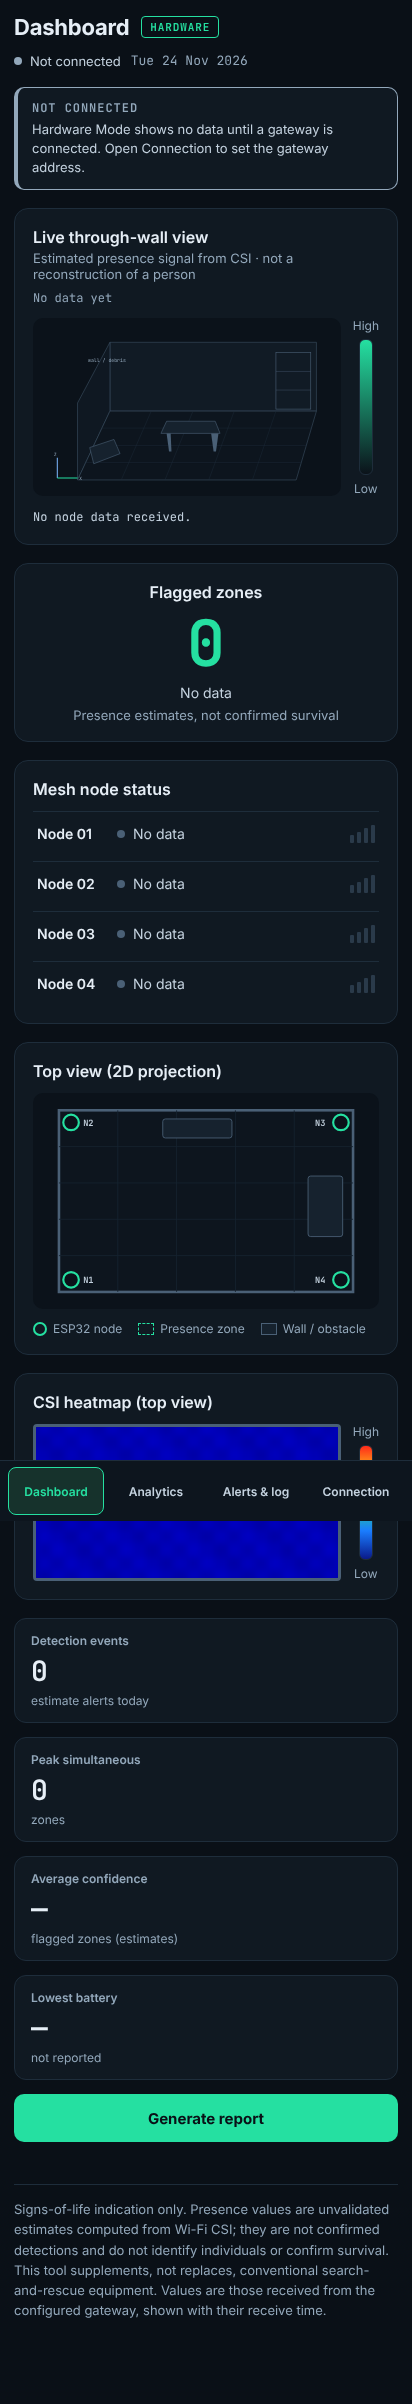 Dashboard HARDWARE
Not connected Tue 24 Nov 2026
NOT CONNECTED
Hardware Mode shows no data until a gateway is
connected. Open Connection to set the gateway
address.
Live through-wall view
Estimated presence signal from CSI · not a
reconstruction of a person
No data yet
High
wall / debris
Low
No node data received.
Flagged zones
0
No data
Presence estimates, not confirmed survival
Mesh node status
Node 01 No data
Node 02 No data
Node 03 No data
Node 04 No data
Top view (2D projection)
N2 N3
N1 N4
ESP32 node Presence zone Wall / obstacle
CSI heatmap (top view)
High
Dashboard Analytics Alerts & log Connection
Low
Detection events
0
estimate alerts today
Peak simultaneous
0
zones
Average confidence
—
flagged zones (estimates)
Lowest battery
—
not reported
Generate report
Signs-of-life indication only. Presence values are unvalidated
estimates computed from Wi-Fi CSI; they are not confirmed
detections and do not identify individuals or confirm survival.
This tool supplements, not replaces, conventional search-
and-rescue equipment. Values are those received from the
configured gateway, shown with their receive time.